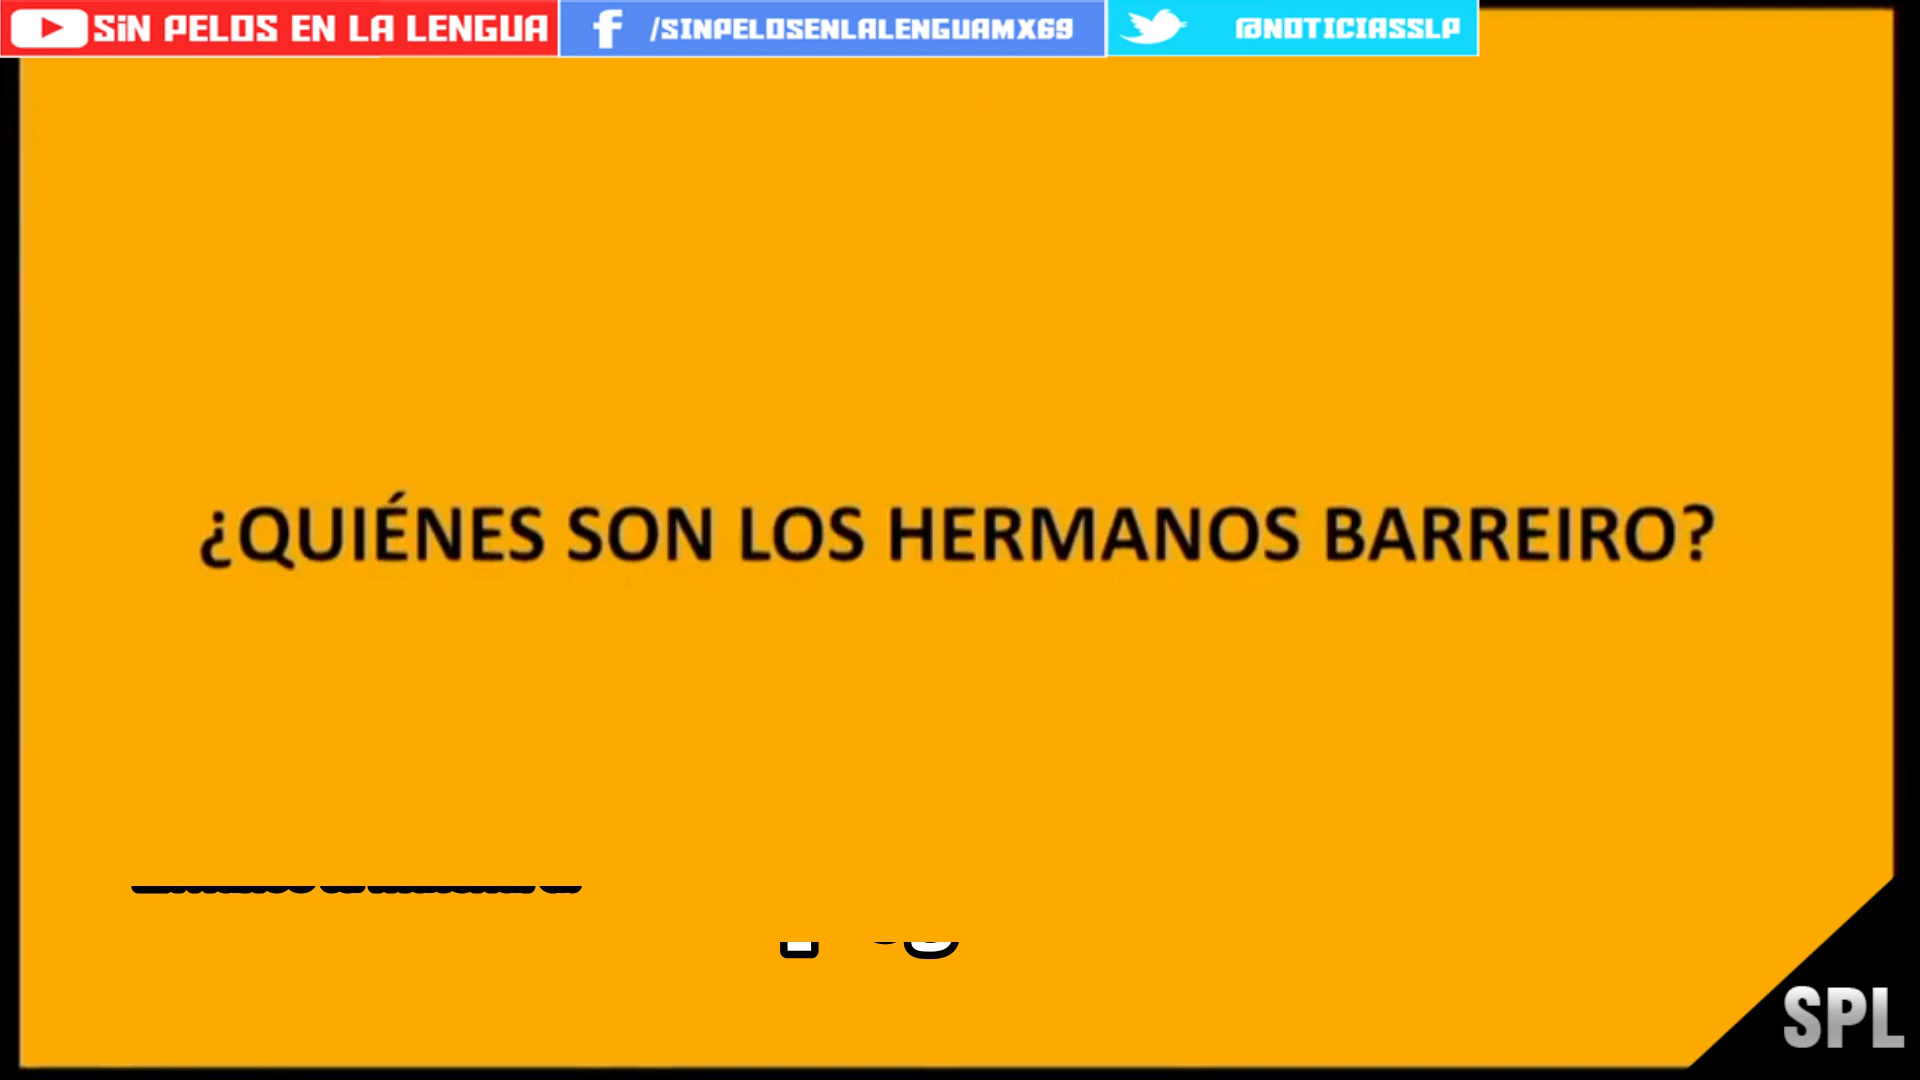 SiN PELOS EN LA LENGUA
/SINPELOSENLALENGUAMX69
@NOTICIASSLP
¿QUIÉNES SON LOS HERMANOS BARREIRO?
SPL